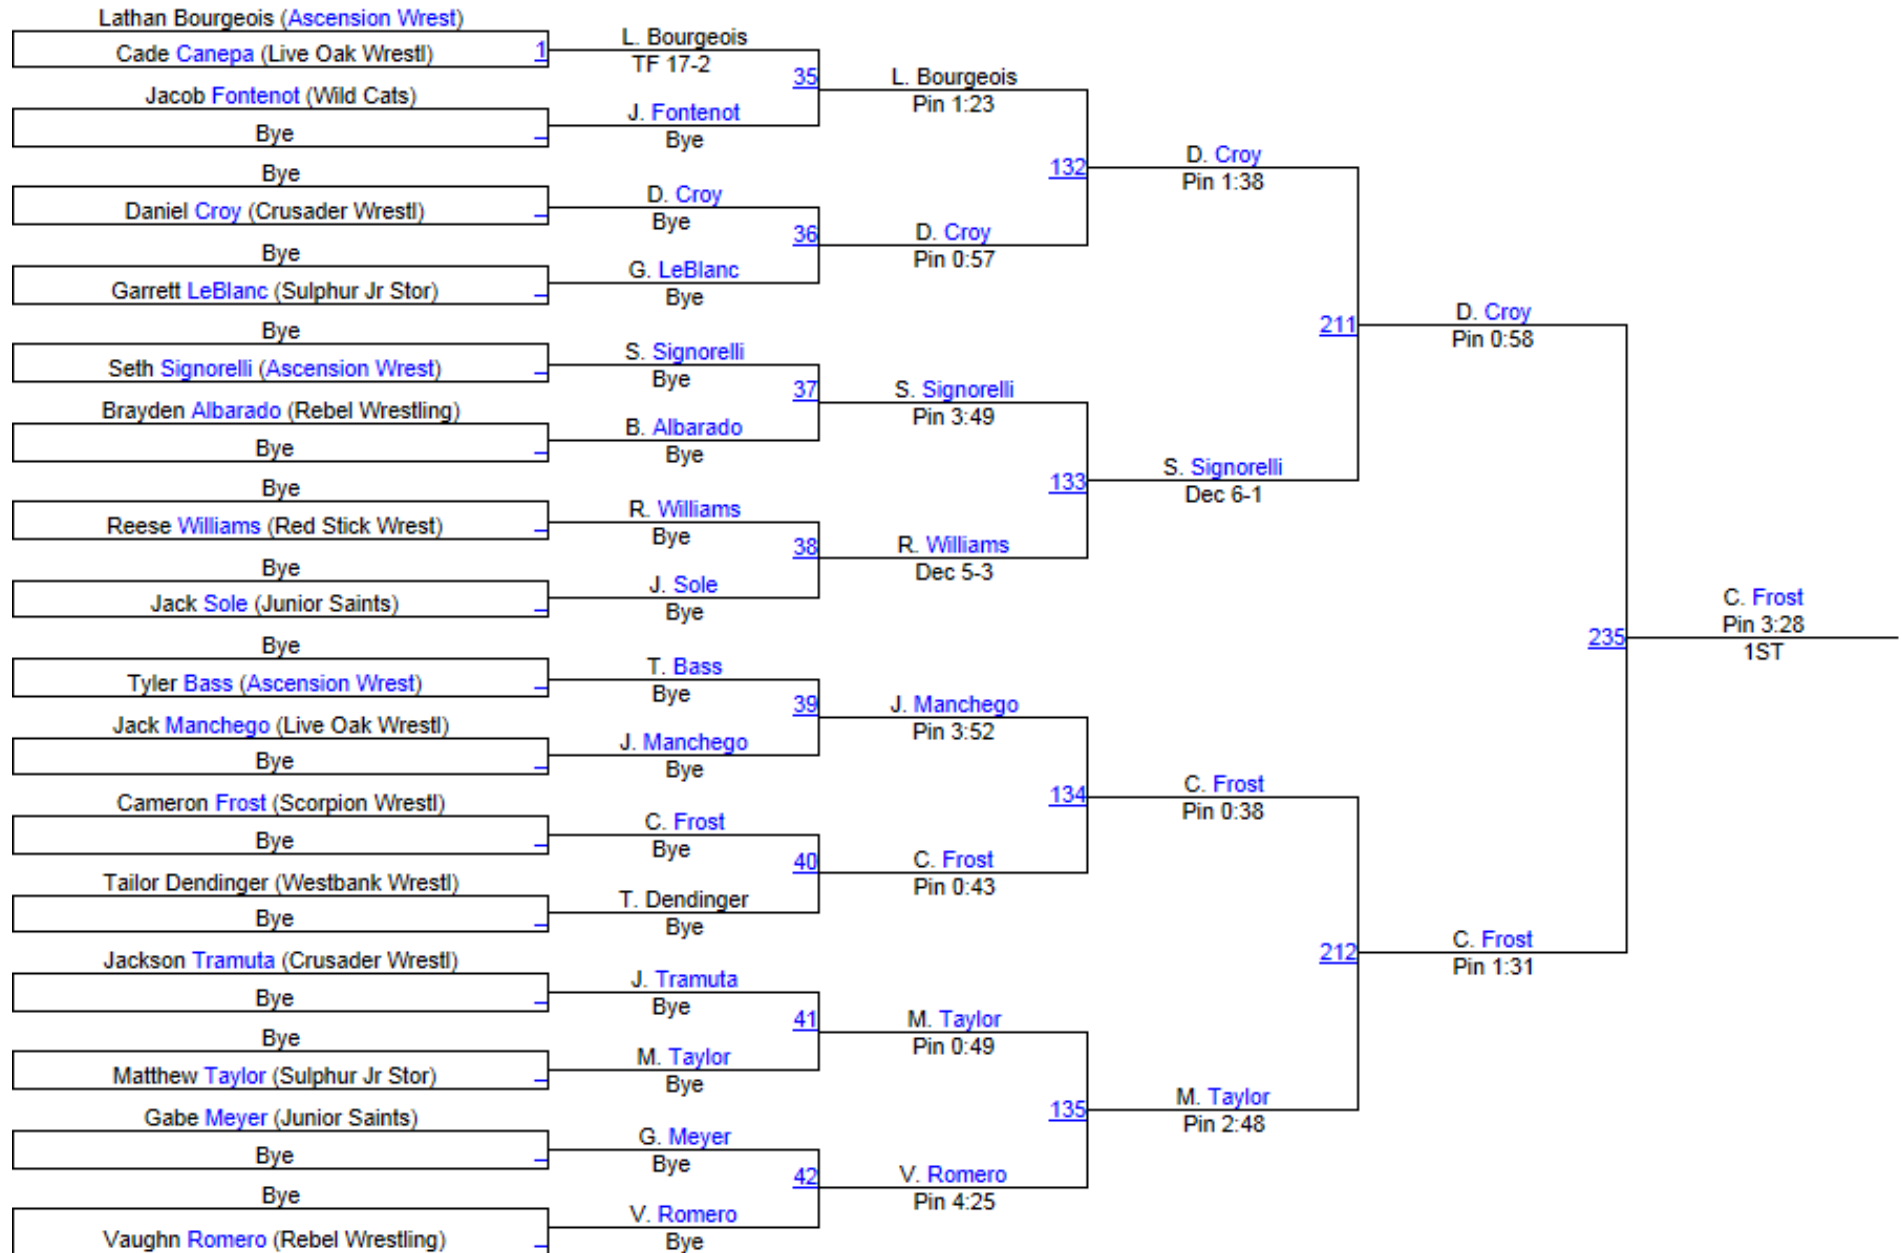 Lathan Bourgeois (Ascension Wrest)
Cade Canepa (Live Oak Wrestl)
1
Jacob Fontenot (Wild Cats)
Bye
Bye
Daniel Croy (Crusader Wrestl)
Bye
Garrett LeBlanc (Sulphur Jr Stor)
Bye
Seth Signorelli (Ascension Wrest)
Brayden Albarado (Rebel Wrestling)
Bye
Bye
Reese Williams (Red Stick Wrest)
Bye
Jack Sole (Junior Saints)
Bye
Tyler Bass (Ascension Wrest)
Jack Manchego (Live Oak Wrestl)
Bye
Cameron Frost (Scorpion Wrestl)
Bye
Tailor Dendinger (Westbank Wrestl)
Bye
Jackson Tramuta (Crusader Wrestl)
Bye
Bye
Matthew Taylor (Sulphur Jr Stor)
Gabe Meyer (Junior Saints)
Bye
Bye
Vaughn Romero (Rebel Wrestling)
L. Bourgeois
TF 17-2
35
J. Fontenot
Bye
D. Croy
Bye
36
G. LeBlanc
Bye
S. Signorelli
Bye
37
B. Albarado
Bye
R. Williams
Bye
38
J. Sole
Bye
T. Bass
Bye
39
J. Manchego
Bye
C. Frost
Bye
40
T. Dendinger
Bye
J. Tramuta
Bye
41
M. Taylor
Bye
G. Meyer
Bye
42
V. Romero
Bye
L. Bourgeois
Pin 1:23
132
D. Croy
Pin 0:57
S. Signorelli
Pin 3:49
133
R. Williams
Dec 5-3
J. Manchego
Pin 3:52
134
C. Frost
Pin 0:43
M. Taylor
Pin 0:49
135
V. Romero
Pin 4:25
D. Croy
Pin 1:38
211
S. Signorelli
Dec 6-1
C. Frost
Pin 0:38
212
M. Taylor
Pin 2:48
D. Croy
Pin 0:58
235
C. Frost
Pin 1:31
C. Frost
Pin 3:28
1ST